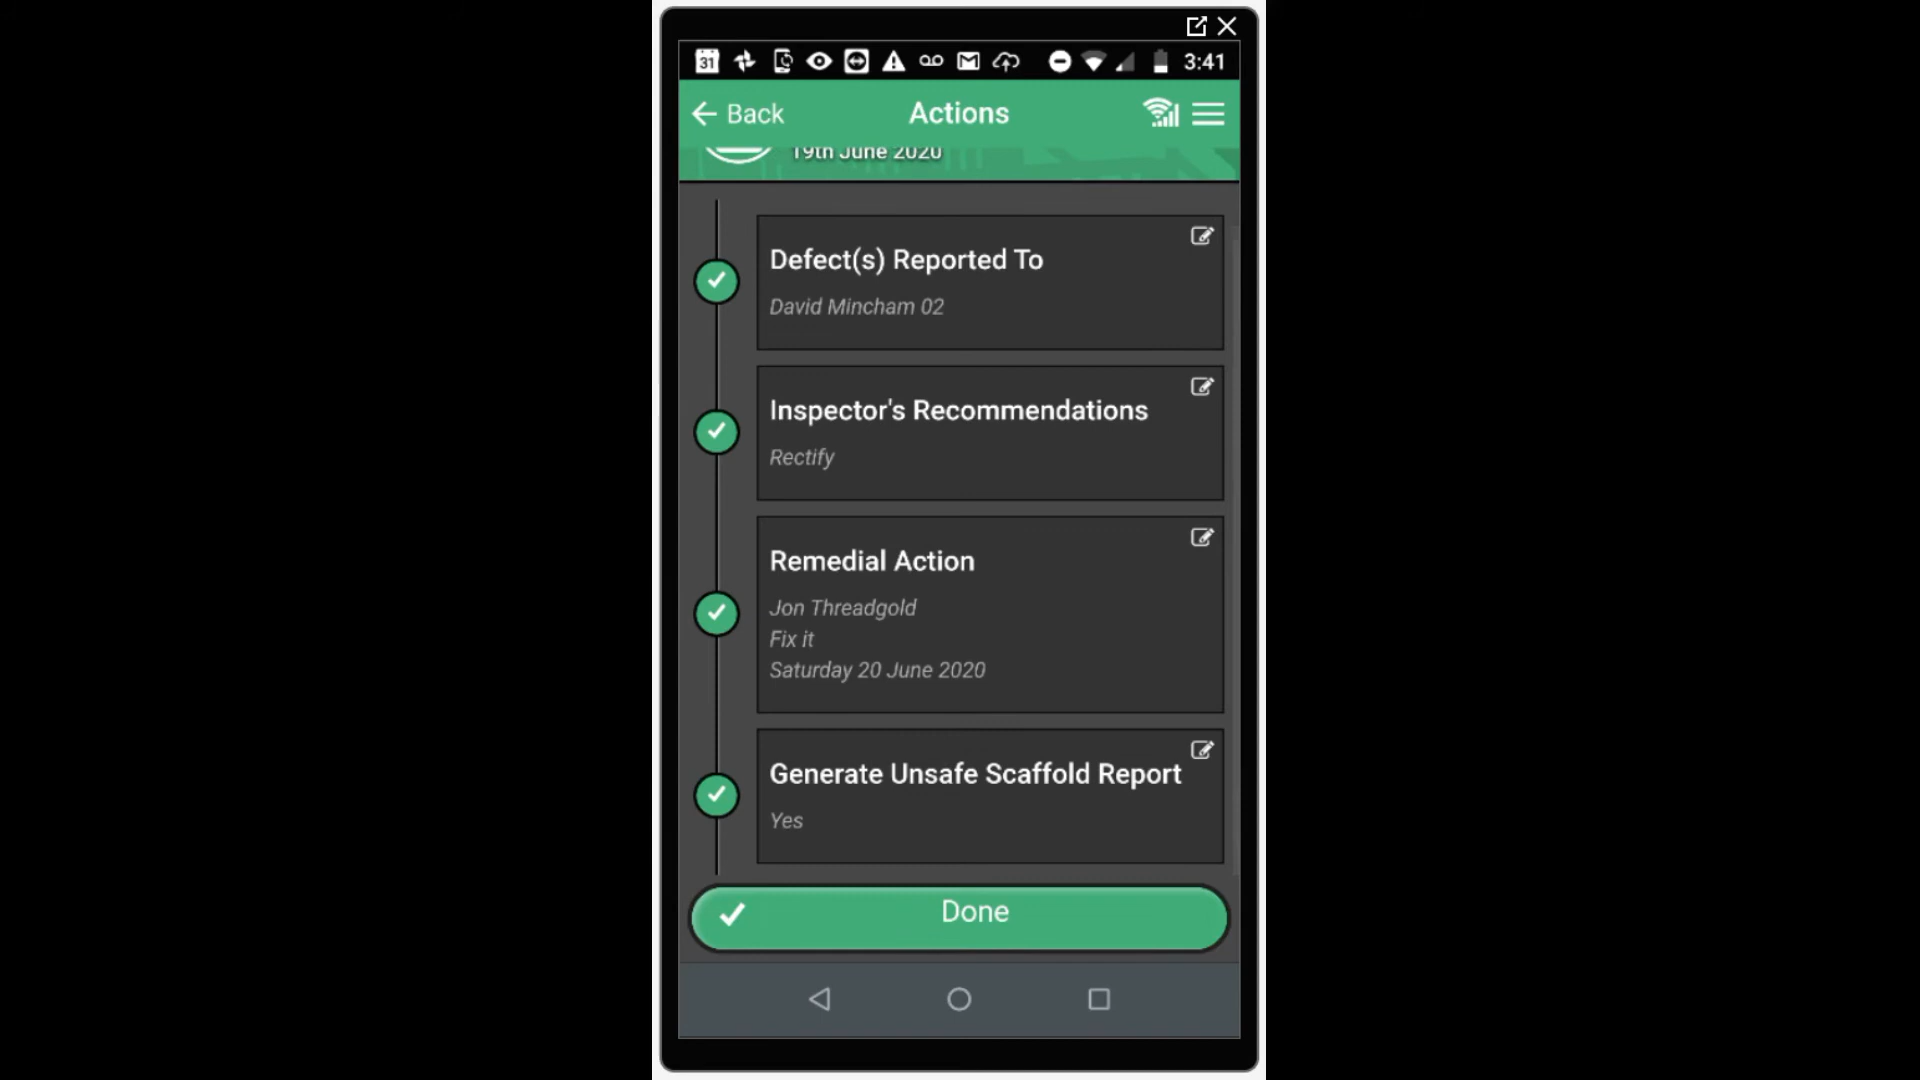 31
3:41
Back
Actions
19th June 2020
Defect(s) Reported To
David Mincham 02
Inspector's Recommendations
Rectify
Remedial Action
Jon Threadgold
Fix it
Saturday 20 June 2020
Generate Unsafe Scaffold Report
Yes
Done